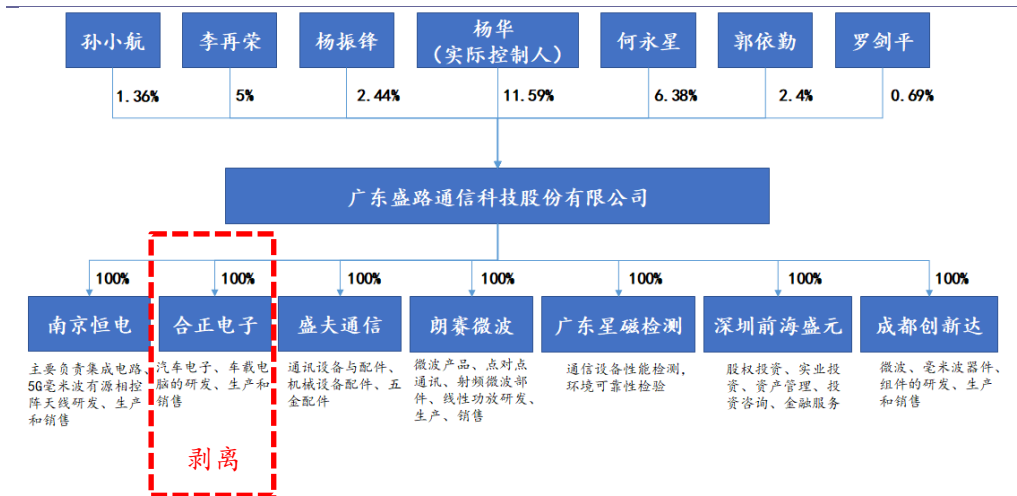 孙小航
李再荣
杨振锋
杨华
（实际控制人）
何永星
郭依勤
罗剑平
1.36%
5%
2.44%
11.59%
6.38%
2.4%
0.69%
广东盛路通信科技股份有限公司
100%
100%
100%
100%
100%
100%
100%
南京恒电
合正电子
盛夫通信
朗赛微波
广东星磁检测
深圳前海盛元
成都创新达
主要负责集成电路、
5G毫米波有源相控
阵天线研发、生产
和销售
汽车电子、车载电
脑的研发、生产和
销售
通讯设备与配件、
机械设备配件、五
金配件
微波产品、点对点
通讯、射频微波部
件、线性功放研发、
生产、销售
通信设备性能检测，
环境可靠性检验
股权投资、实业投
资、资产管理、投
资咨询、金融服务
微波、毫米波器件、
组件的研发、生产
和销售
剥离